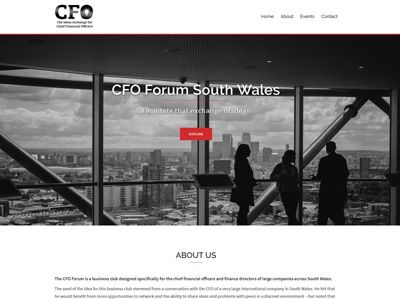 CFO
The ideas exchange for
Chief Financial Officers
Home About Events Contact
CFO Forum South Wales
Facilitate that exchange of ideas
EXPLORE
ABOUT US
The CFO Forum is a business club designed specifically for the chief financial officers and finance directors of large companies across South Wales.
The seed of the idea for this business club stemmed from a conversation with the CFO of a very large international company in South Wales. He felt that
he would benefit from more opportunities to network and the ability to share ideas and problems with peers in a discreet environment – but noted that